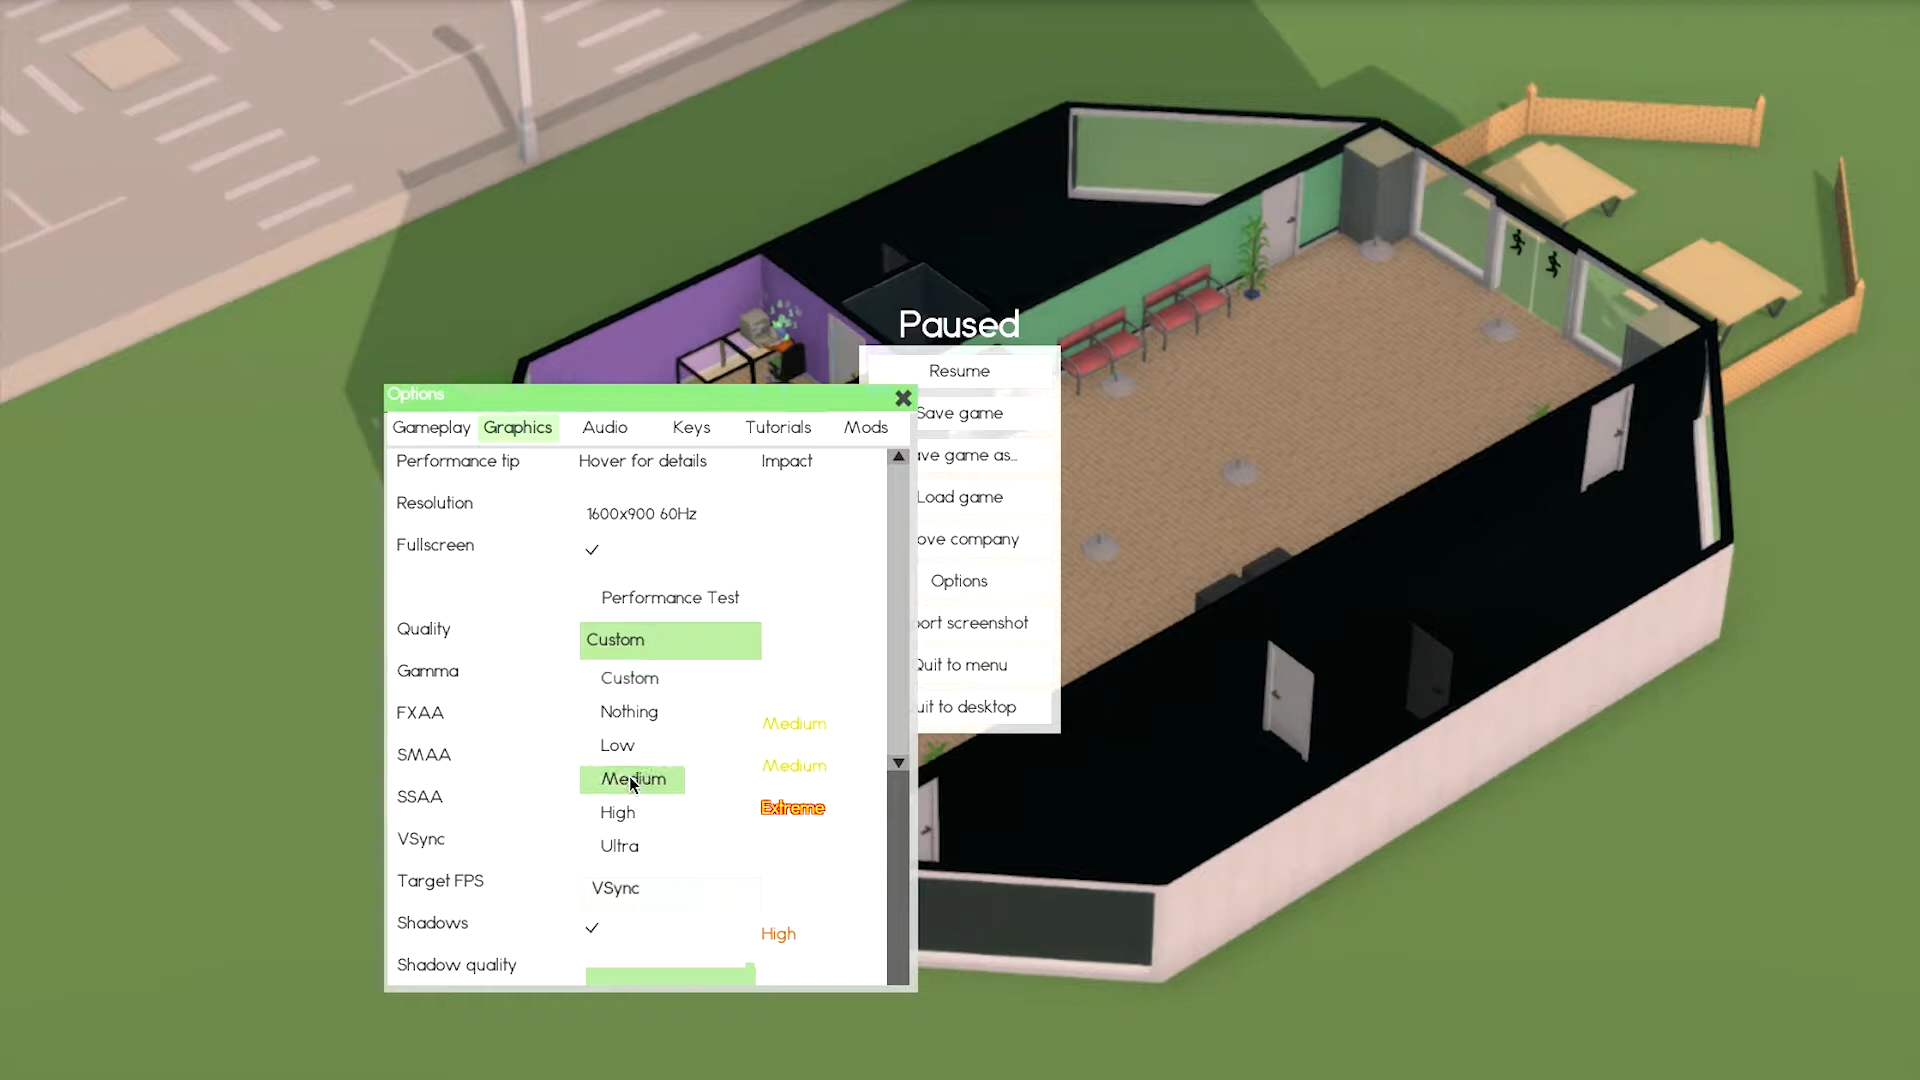 Paused
Resume
Save game
ave game as...
Load game
ove company
Options
ort screenshot
Quit to menu
uit to desktop
Options
Gameplay Graphics Audio Keys Tutorials Mods
Performance tip Hover for details Impact
Resolution 1600x900 60Hz
Fullscreen
Performance Test
Quality Custom
Gamma Custom
FXAA Nothing Medium
SMAA Low Medium
Medium
SSAA High Extreme
VSync Ultra
Target FPS VSync
Shadows High
Shadow quality